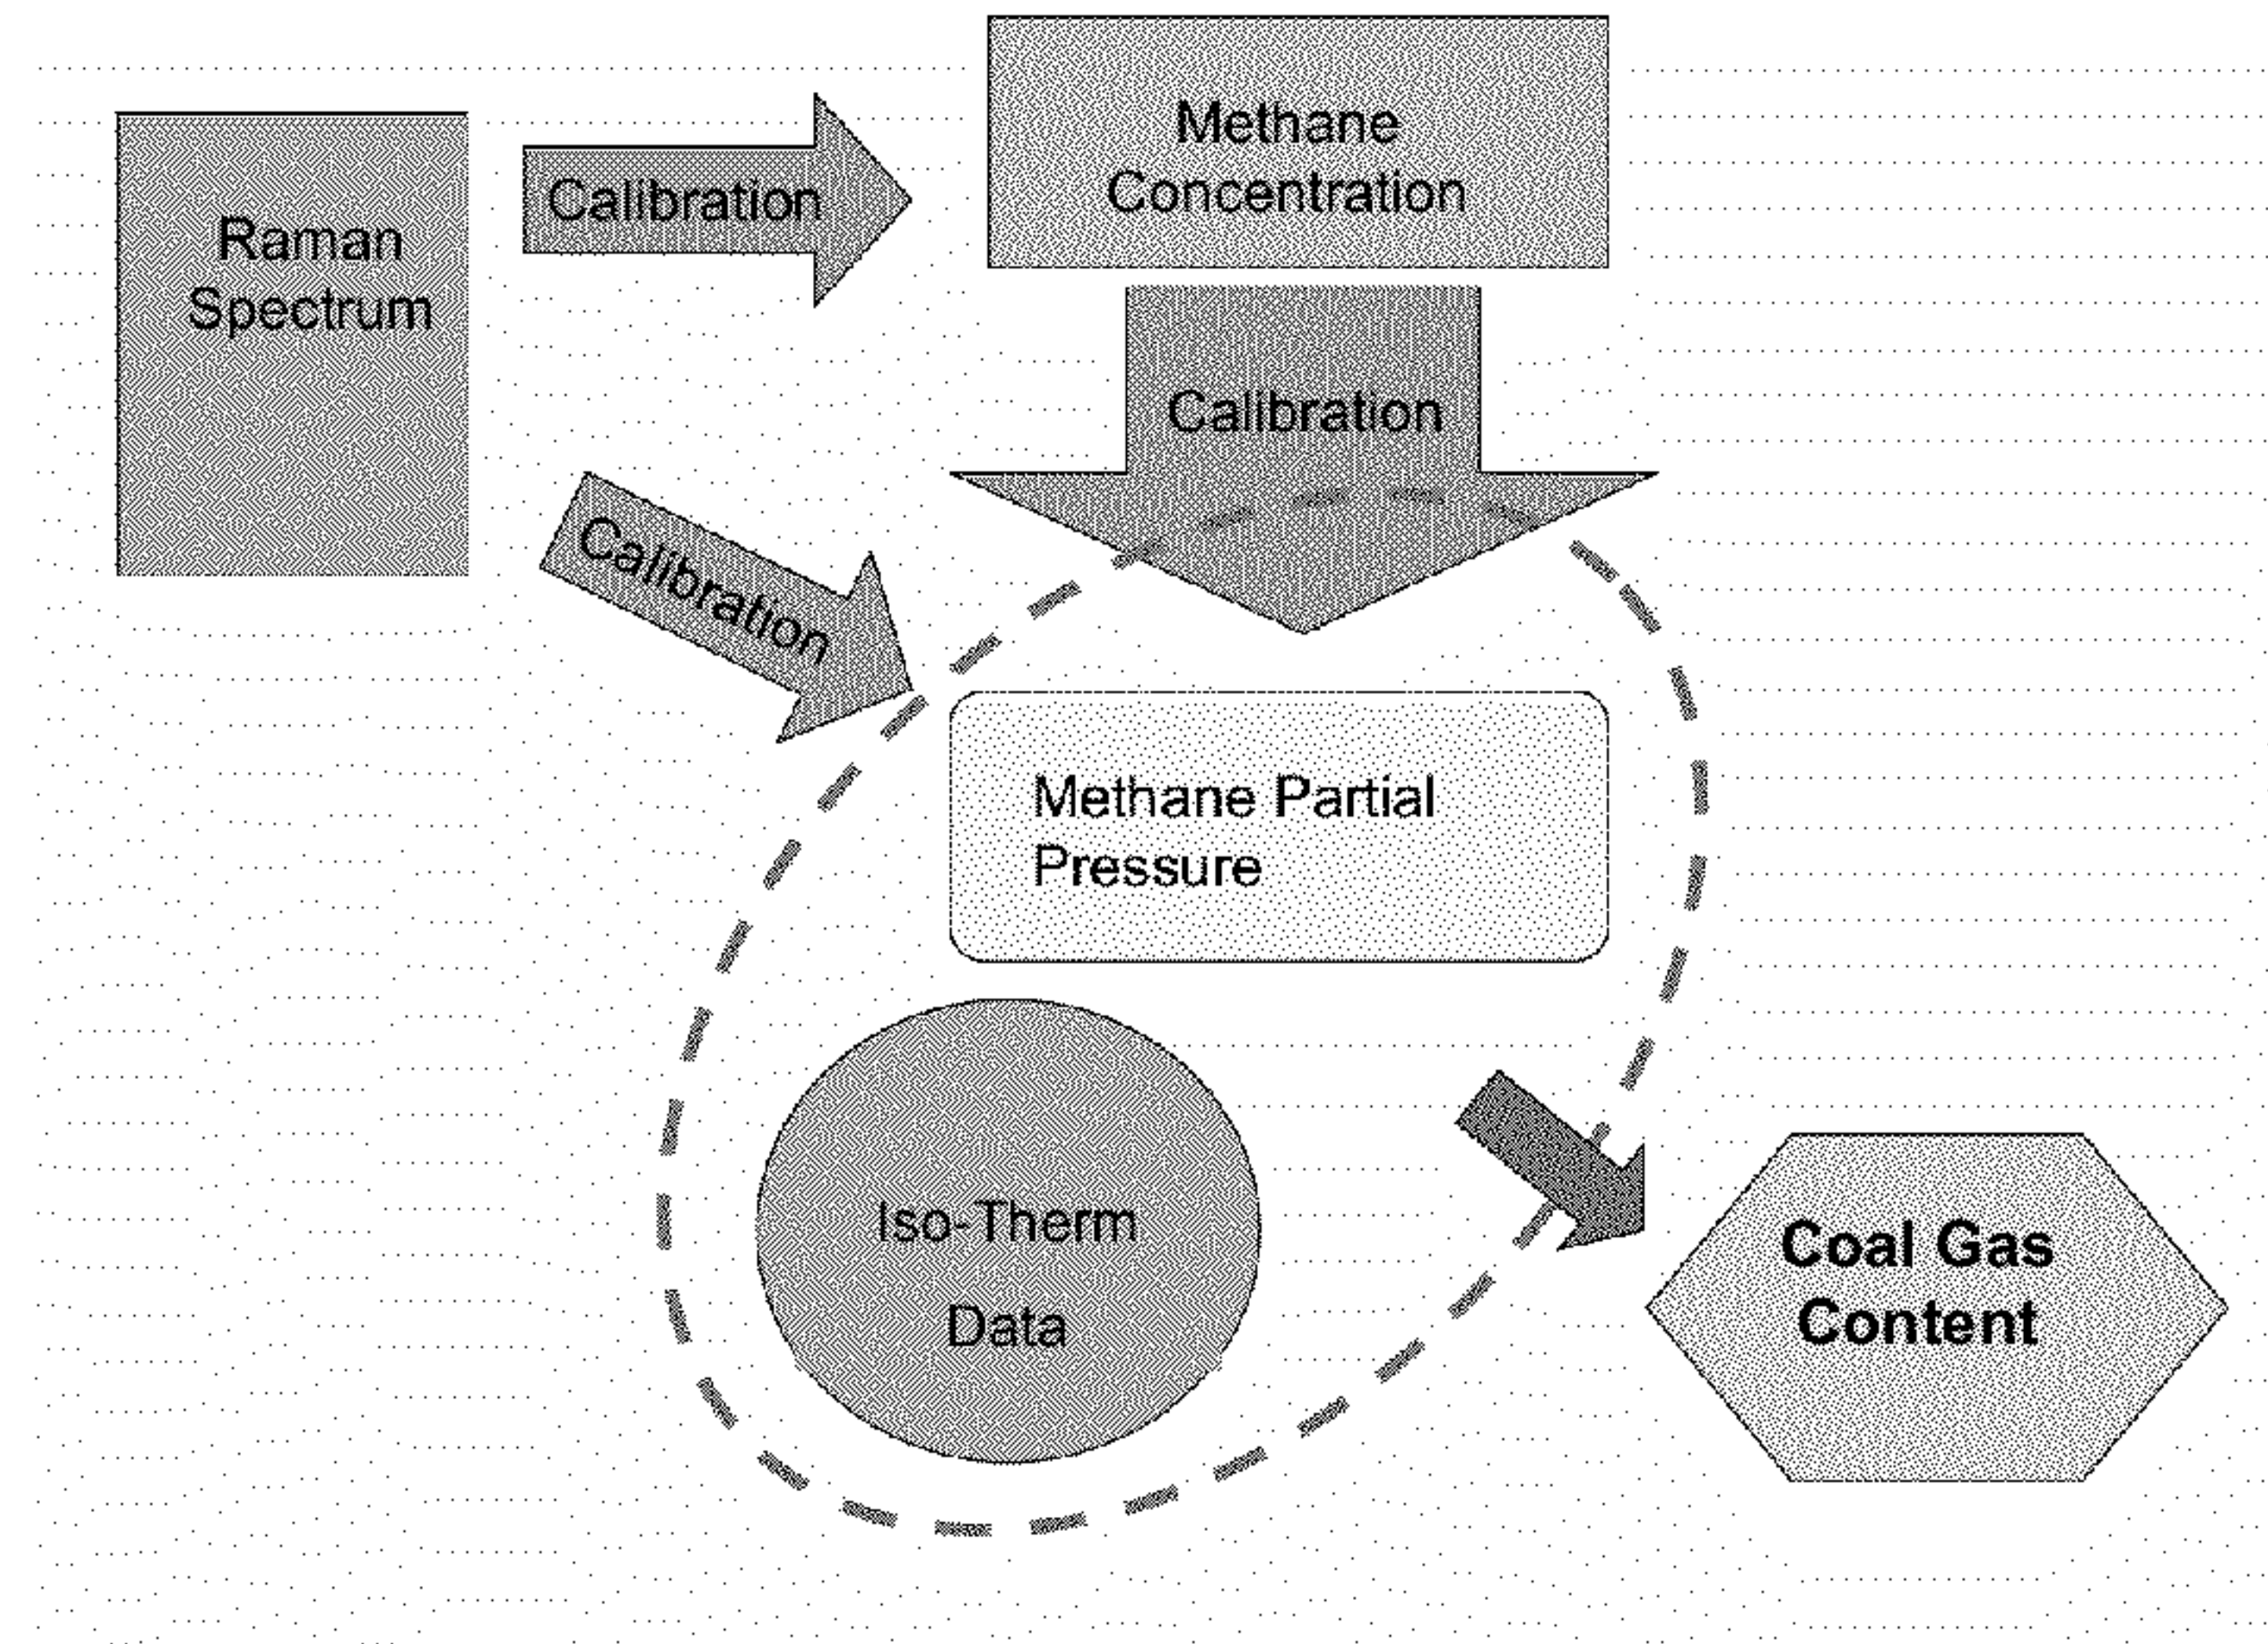 Raman
Spectrum
Calibration
Methane
Concentration
Calibration
Calibration
Methane Partial
Pressure
Iso-Therm
Data
Coal Gas
Content